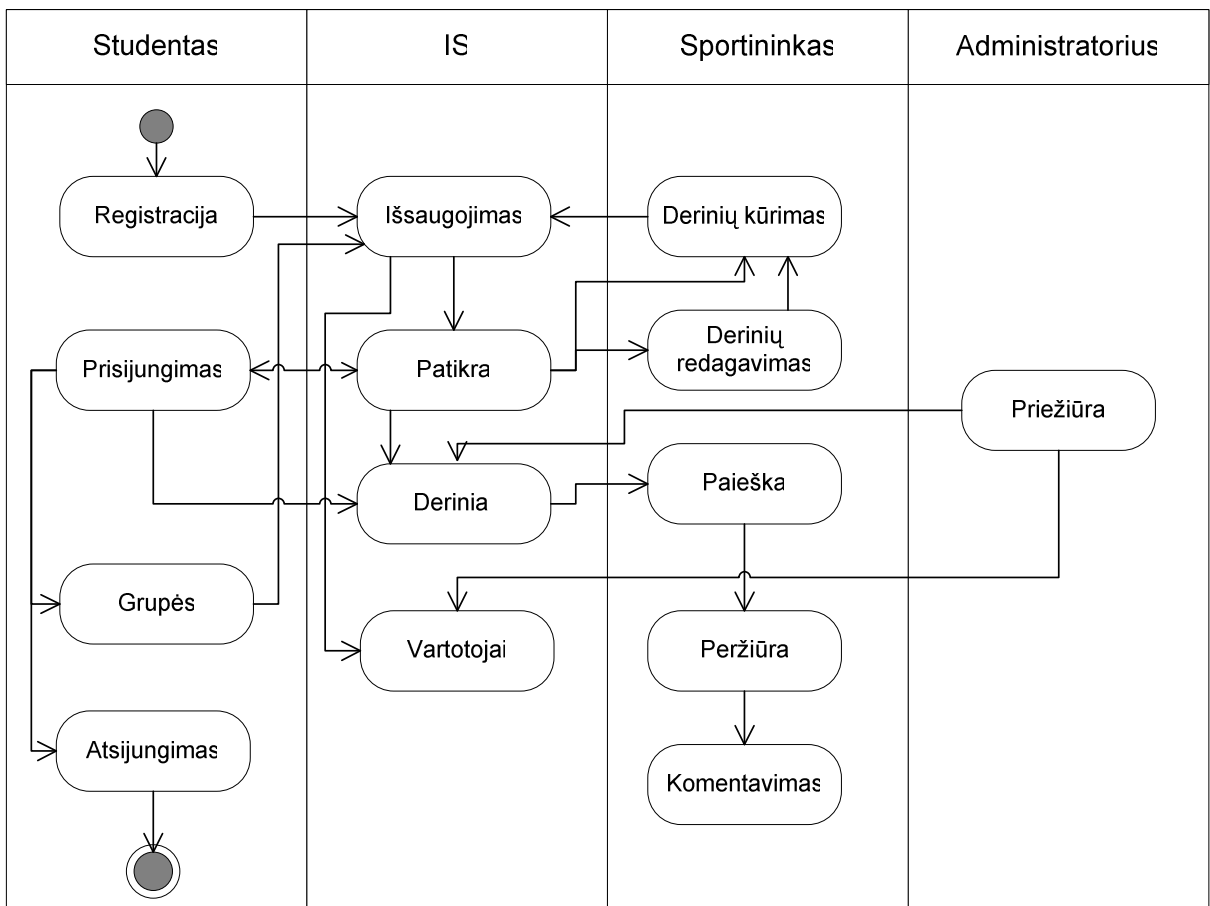 Studentas
IS
Sportininkas
Administratorius
Registracija
Išsaugojimas
Derinių kūrimas
Prisijungimas
Patikra
Derinių
redagavimas
Priežiūra
Derinia
Paieška
Grupės
Vartotojai
Peržiūra
Atsijungimas
Komentavimas